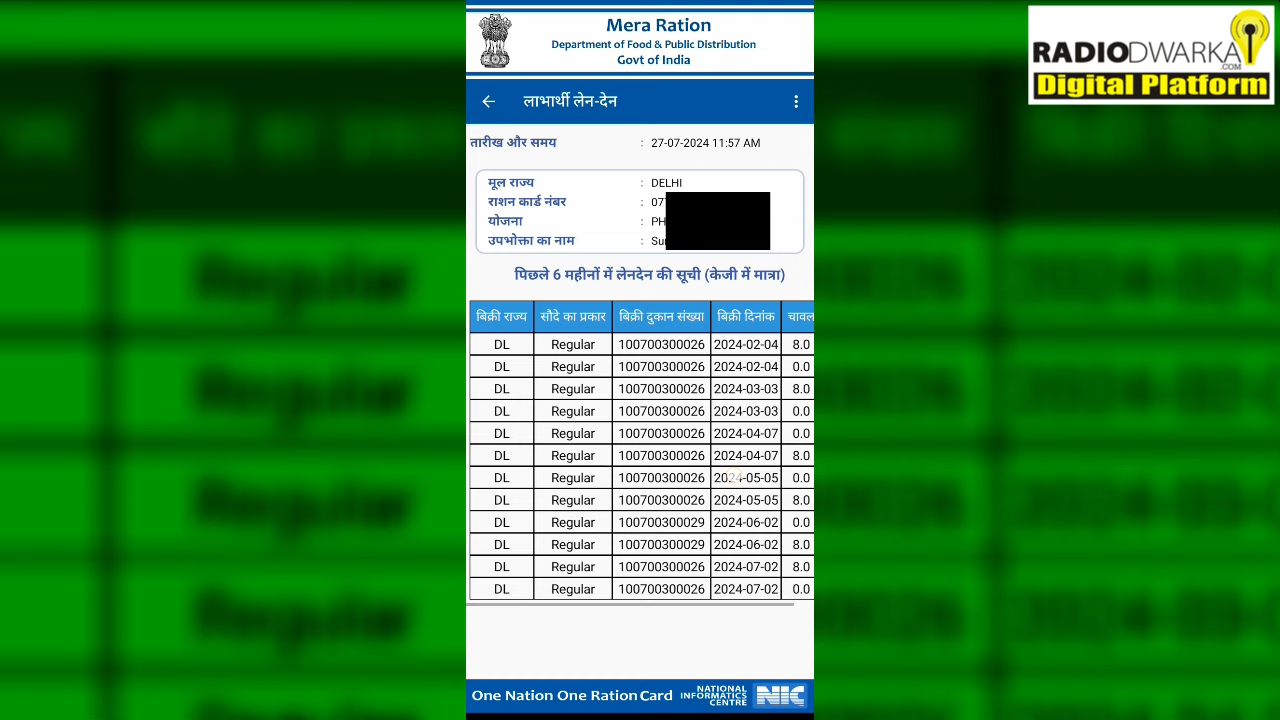 Mera Ration
Department of Food & Public Distribution
Govt of India
RADIODWARKA
.COM
Digital Platform
लाभार्थी लेन-देन
तारीख और समय : 27-07-2024 11:57 AM
मूल राज्य : DELHI
राशन कार्ड नंबर : 07
योजना : PH
उपभोक्ता का नाम : Su
पिछले 6 महीनों में लेनदेन की सूची (केजी में मात्रा)
बिक्री राज्य सौदे का प्रकार बिक्री दुकान संख्या बिक्री दिनांक चावल
DL Regular 100700300026 2024-02-04 8.0
DL Regular 100700300026 2024-02-04 0.0
DL Regular 100700300026 2024-03-03 8.0
DL Regular 100700300026 2024-03-03 0.0
DL Regular 100700300026 2024-04-07 0.0
DL Regular 100700300026 2024-04-07 8.0
DL Regular 100700300026 2024-05-05 0.0
DL Regular 100700300026 2024-05-05 8.0
DL Regular 100700300029 2024-06-02 0.0
DL Regular 100700300029 2024-06-02 8.0
DL Regular 100700300026 2024-07-02 8.0
DL Regular 100700300026 2024-07-02 0.0
One Nation One Ration Card
NATIONAL
INFORMATICS
CENTRE
NIC